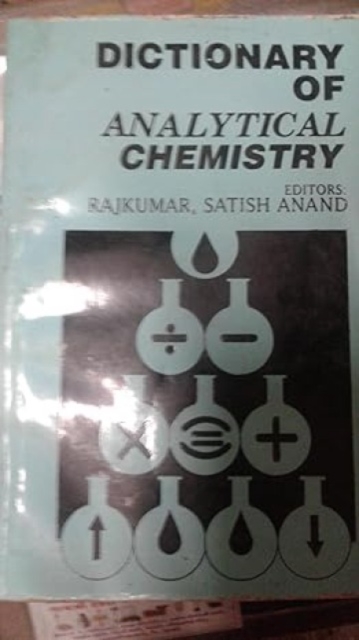 DICTIONARY
OF
ANALYTICAL
CHEMISTRY
EDITORS:
RAJKUMAR, SATISH ANAND